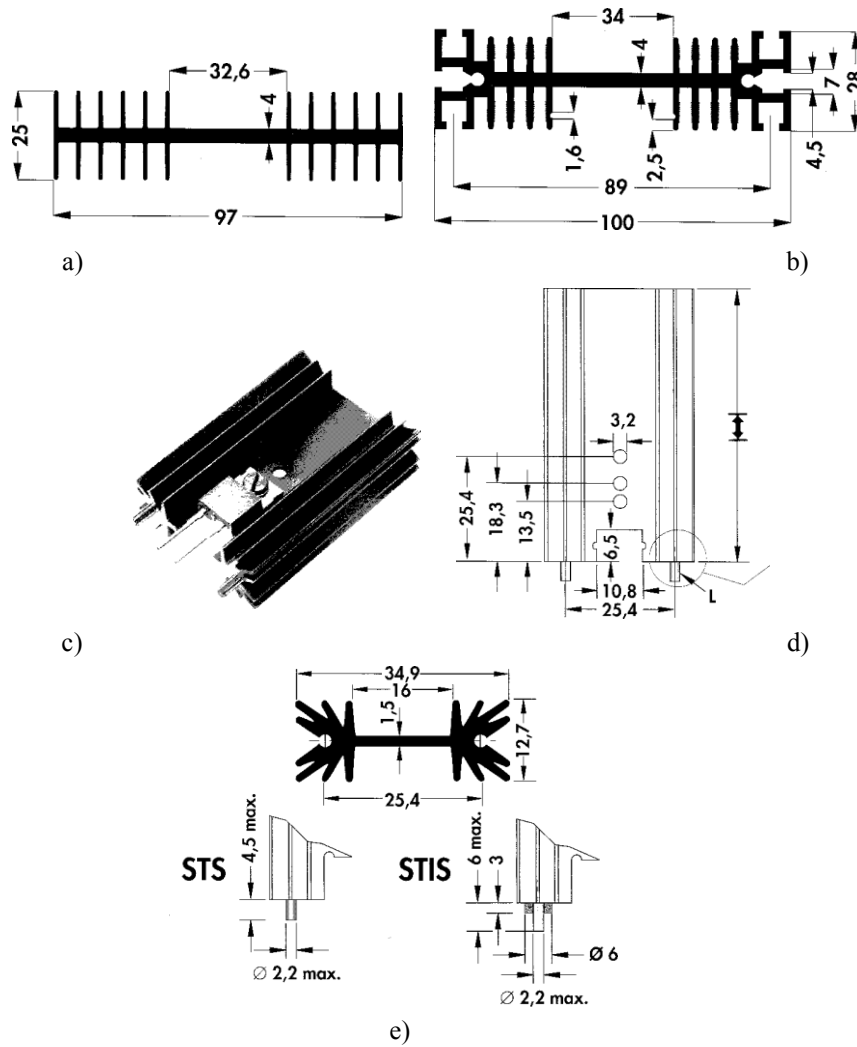 32,6
4
25
97
a)
34
4
7
28
1,6
2,5
4,5
89
100
b)
c)
3,2
25,4
18,3
13,5
6,5
10,8
25,4
L
d)
34,9
16
1,5
12,7
25,4
STS
4,5 max.
Ø 2,2 max.
STIS
6 max.
3
Ø 6
Ø 2,2 max.
e)